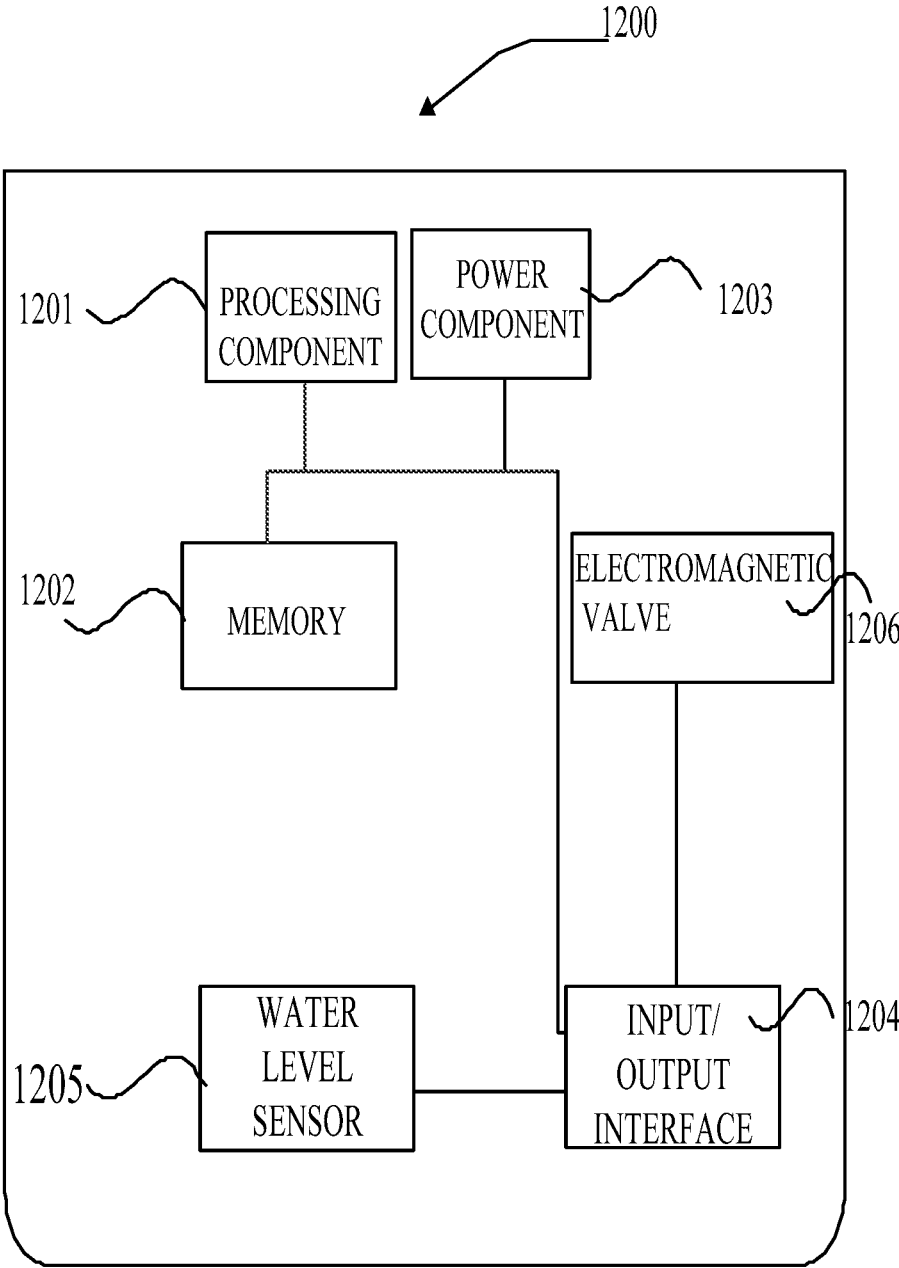 1200
POWER
COMPONENT
1203
1201
PROCESSING
COMPONENT
1202
MEMORY
ELECTROMAGNETIC
VALVE
1206
WATER
LEVEL
SENSOR
1205
INPUT/
OUTPUT
INTERFACE
1204